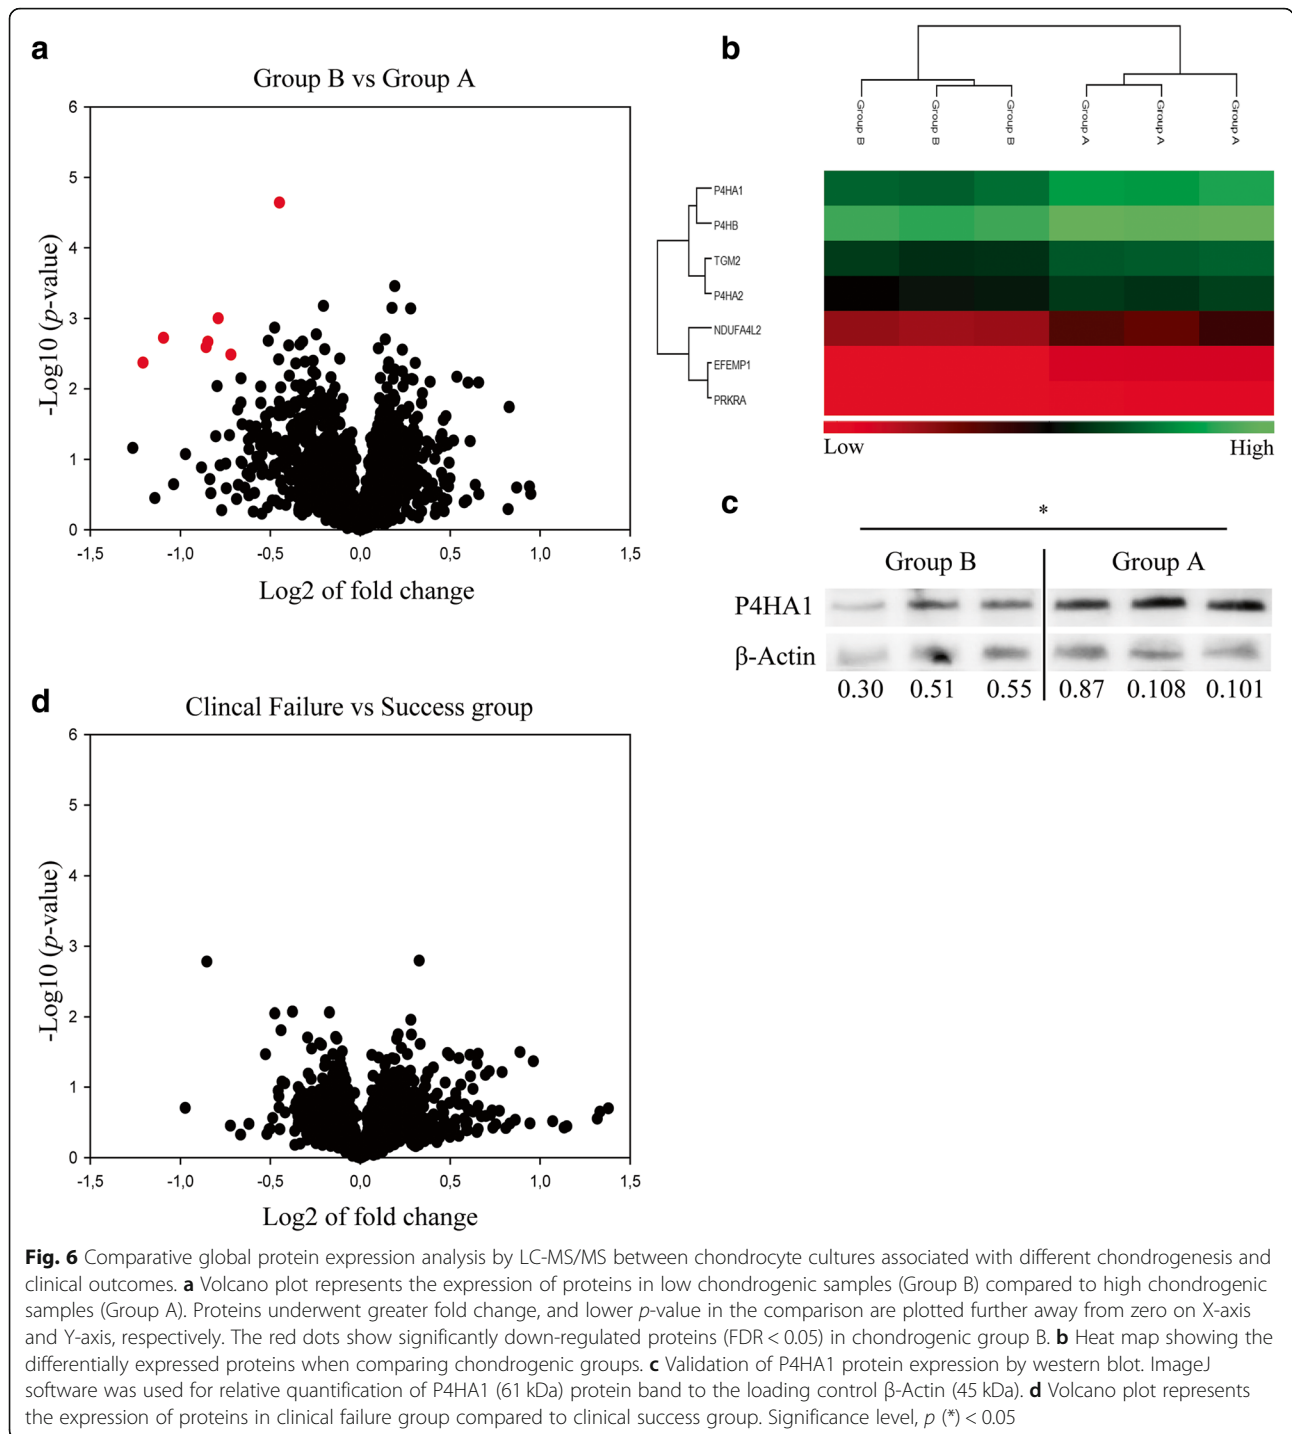 a
Group B vs Group A
6
5
4
3
2
1
0
-Log10 (p-value)
-1,5 -1,0 -0,5 0,0 0,5 1,0 1,5
Log2 of fold change
b
Group B Group B Group B Group A Group A Group A
P4HA1
P4HB
TGM2
P4HA2
NDUFA4L2
EFEMP1
PRKRA
Low High
c
*
Group B Group A
P4HA1
β-Actin
0.30 0.51 0.55 0.87 0.108 0.101
d
Clincal Failure vs Success group
6
5
4
3
2
1
0
-Log10 (p-value)
-1,5 -1,0 -0,5 0,0 0,5 1,0 1,5
Log2 of fold change
Fig. 6 Comparative global protein expression analysis by LC-MS/MS between chondrocyte cultures associated with different chondrogenesis and
clinical outcomes. a Volcano plot represents the expression of proteins in low chondrogenic samples (Group B) compared to high chondrogenic
samples (Group A). Proteins underwent greater fold change, and lower p-value in the comparison are plotted further away from zero on X-axis
and Y-axis, respectively. The red dots show significantly down-regulated proteins (FDR < 0.05) in chondrogenic group B. b Heat map showing the
differentially expressed proteins when comparing chondrogenic groups. c Validation of P4HA1 protein expression by western blot. ImageJ
software was used for relative quantification of P4HA1 (61 kDa) protein band to the loading control β-Actin (45 kDa). d Volcano plot represents
the expression of proteins in clinical failure group compared to clinical success group. Significance level, p (*) < 0.05